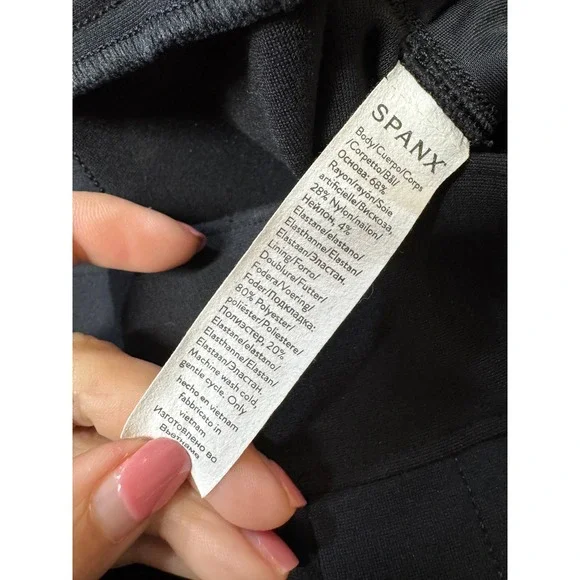 SPANX
Body/Cuerpo/Corps
/Corpetto/Bål/
Основа: 68%
Rayon/rayón/Soie
artificielle/Вискоза,
28% Nylon/nailon/
Нейлон, 4%
Elastane/elastano/
Elasthanne/Elastan/
Elastaan/Эластан.
Lining/Forro/
Doublure/Futter/
Fodera/Voering/
Foder/Подкладка:
80% Polyester/
poliéster/Poliestere/
Полиэстер, 20%
Elastane/elastano/
Elasthanne/Elastan/
Elastaan/Эластан.
Machine wash cold,
gentle cycle. Only
hecho en vietnam
fabbricato in
vietnam
Изготовлено во
Вьетнаме